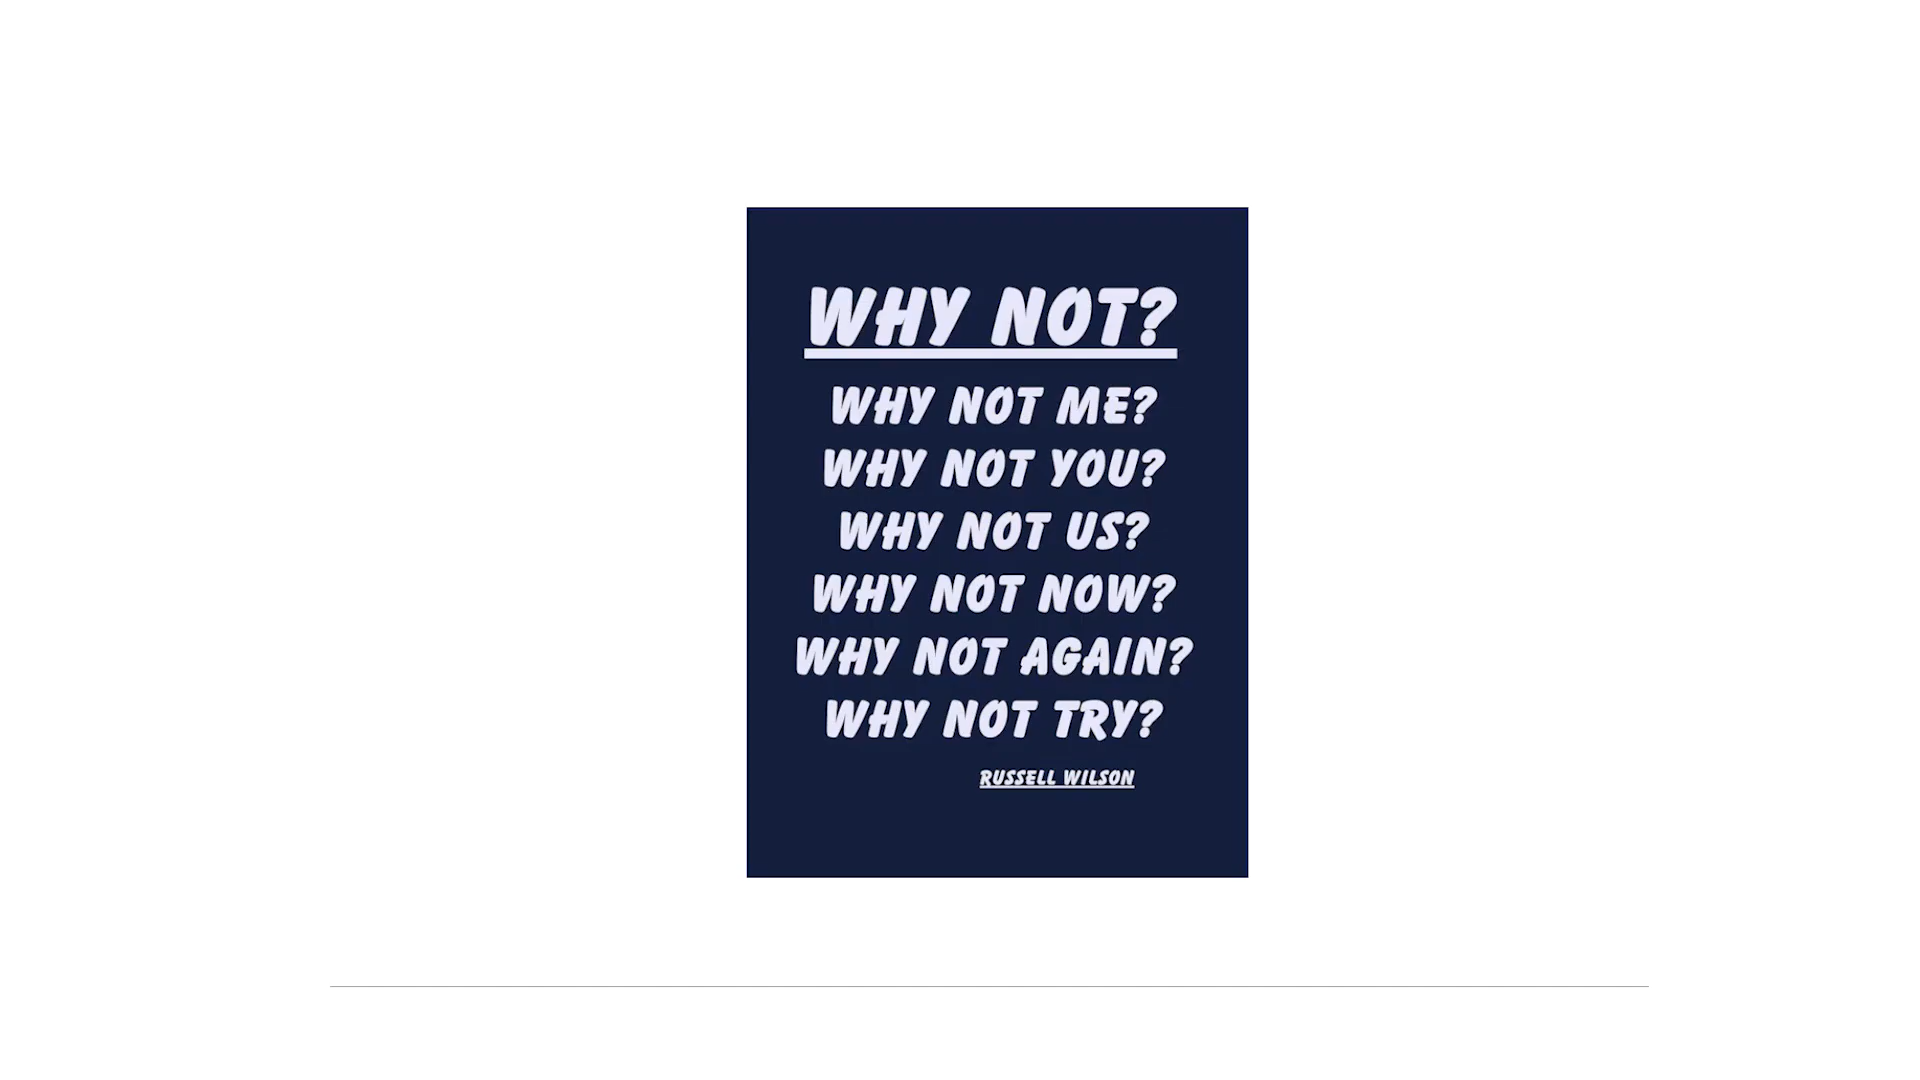 WHY NOT?
WHY NOT ME?
WHY NOT YOU?
WHY NOT US?
WHY NOT NOW?
WHY NOT AGAIN?
WHY NOT TRY?
RUSSELL WILSON